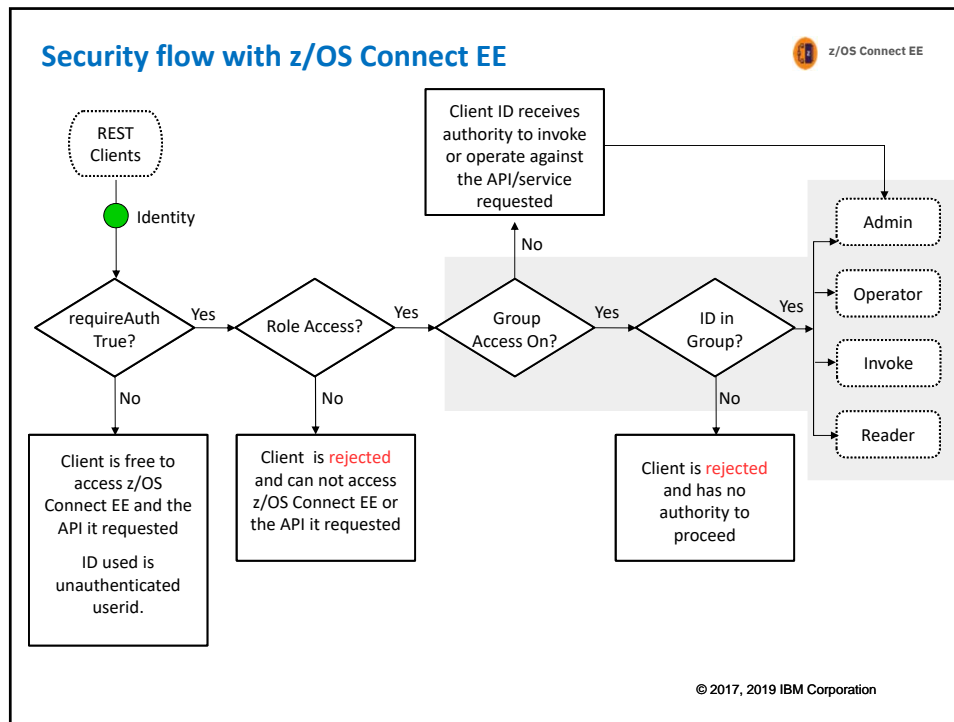 Security flow with z/OS Connect EE
z/OS Connect EE
REST
Clients
Identity
Client ID receives
authority to invoke
or operate against
the API/service
requested
No
requireAuth
True?
Yes
Role Access?
Yes
Group
Access On?
Yes
ID in
Group?
Yes
Admin
Operator
Invoke
Reader
No
No
No
Client is free to
access z/OS
Connect EE and the
API it requested
ID used is
unauthenticated
userid.
Client is rejected
and can not access
z/OS Connect EE or
the API it requested
Client is rejected
and has no
authority to
proceed
© 2017, 2019 IBM Corporation